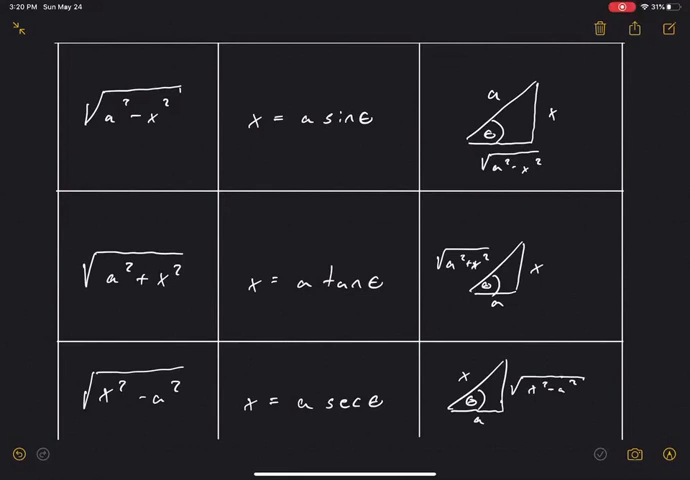 3:20 PM Sun May 24 31%
√(a² - x²) x = a sinθ
a
x
θ
√(a² - x²)
√(a² + x²) x = a tanθ
√(a² + x²)
x
θ
a
√(x² - a²) x = a secθ
x
√(x² - a²)
θ
a